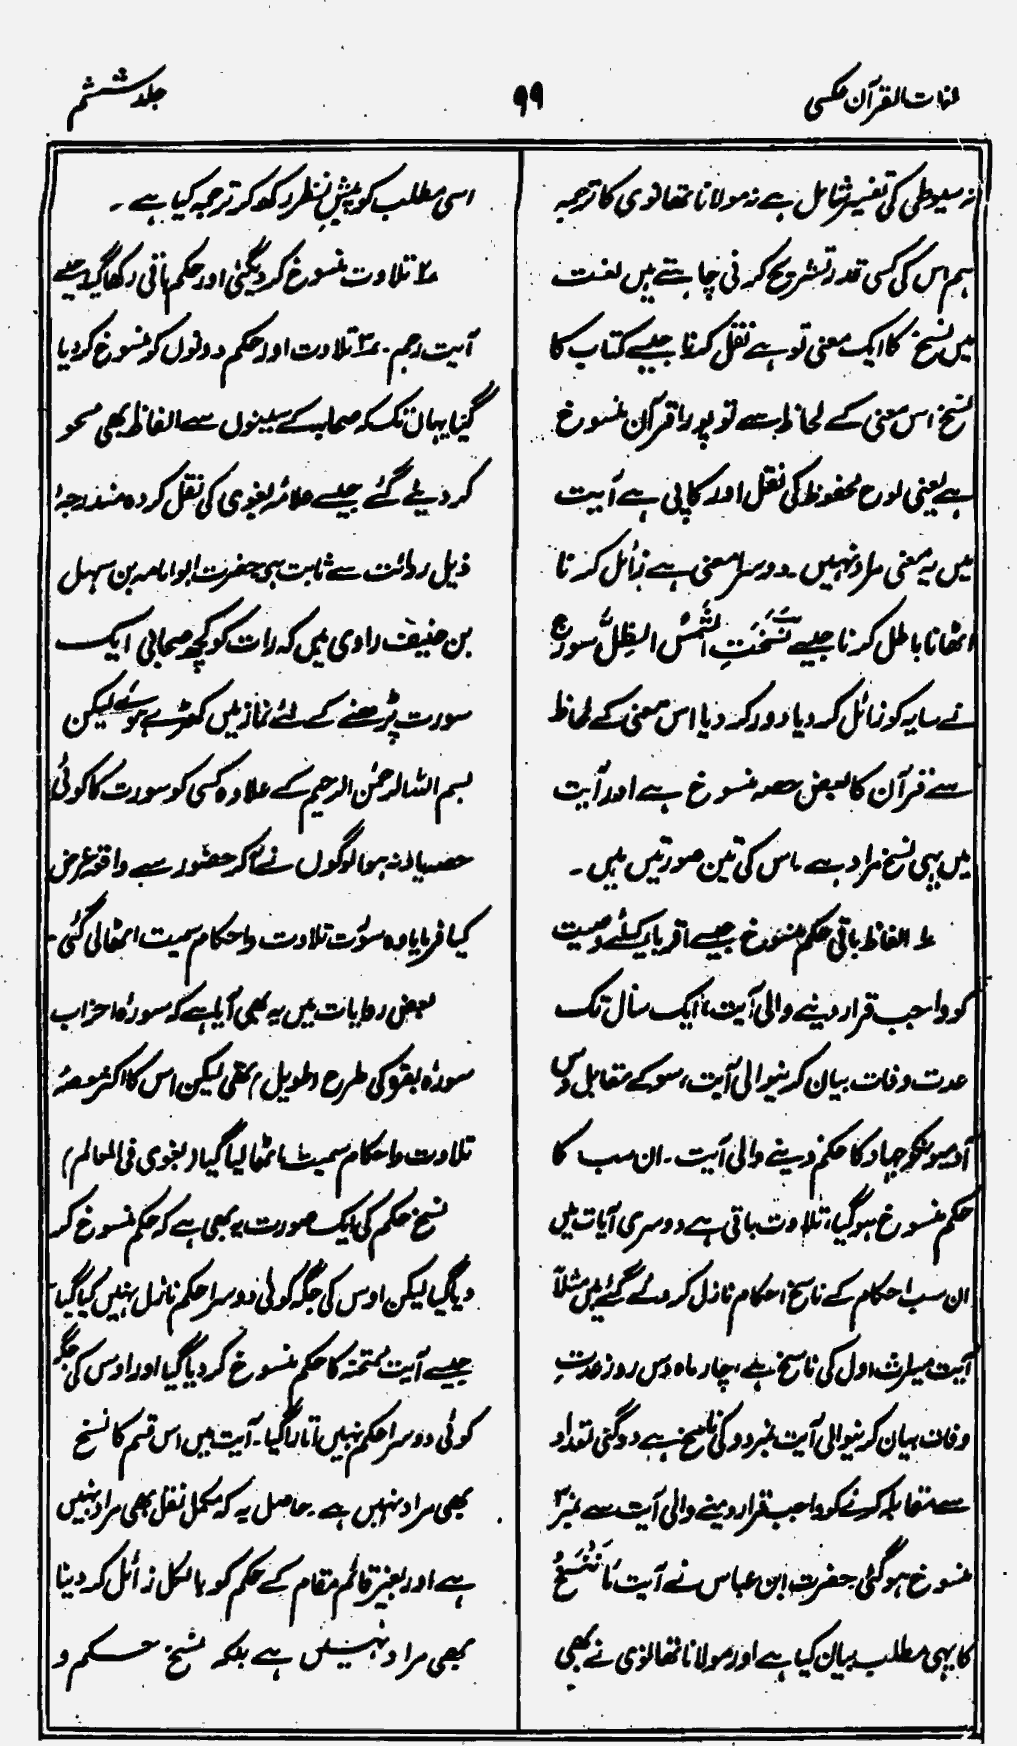 لغات القرآن عکسی
۹۹
جلد ششم
نہ سیوطی کی تفسیر شامل ہے نہ مولانا تھانوی کا ترجمہ
ہم اس کی کسی قدر تشریح کرنی چاہتے ہیں لغت
میں نسخ کا ایک معنی تو ہے نقل کرنا جیسے کتاب کا
نسخ اس معنی کے لحاظ سے تو پورا قرآن منسوخ
ہے یعنی لوح محفوظ کی نقل اور کاپی ہے آیت
میں یہ معنی مراد نہیں۔ دوسرا معنی ہے زائل کرنا
اٹھانا باطل کرنا جیسے نَسَخَتِ الشَّمْسُ الظِلَّ سورج
نے سایہ کو زائل کر دیا دور کر دیا اس معنی کے لحاظ
سے قرآن کا بعض حصہ منسوخ ہے اور آیت
میں یہی نسخ مراد ہے ۔ اس کی تین صورتیں ہیں ۔
۱؎ الفاظ باقی حکم منسوخ جیسے اقربا کیلئے وصیت
کو واجب قرار دینے والی آیت، ایک سال تک
عدت وفات بیان کرنیوالی آیت، سو کے مقابل دس
آدمیونکو جہاد کا حکم دینے والی آیت ۔ ان سب کا
حکم منسوخ ہو گیا، تلاوت باقی ہے دوسری آیات میں
ان سب احکام کے ناسخ احکام نازل کر دئے گئے ہیں مثلاً
آیت میراث اول کی ناسخ ہے، چار ماہ دس روز عدت
وفات بیان کرنیوالی آیت نمبر دو کی ناسخ ہے دوگنی تعداد
سے مقابلہ کرنے کو واجب قرار دینے والی آیت سے نمبر ۳
منسوخ ہو گئی حضرت ابن عباس نے آیت مَا نَنْسَخْ
کا یہی مطلب بیان کیا ہے اور مولانا تھانوی نے بھی
اسی مطلب کو پیش نظر رکھ کر ترجمہ کیا ہے ۔
۲؎ تلاوت منسوخ کر دیگئی اور حکم باقی رکھا گیا جیسے
آیت رجم ۔ ۳؎ تلاوت اور حکم دونوں کو منسوخ کر دیا
گیا یہاں تک کہ صحابہ کے سینوں سے الفاظ بھی محو
کر دیئے گئے جیسے علامہ بغوی کی نقل کردہ مندرجۂ
ذیل روائت سے ثابت ہے حضرت ابو امامہ بن سہل
بن حنیف راوی ہیں کہ رات کو کچھ صحابی ایک
سورت پڑھنے کے لئے نماز میں کھڑے ہوئے لیکن
بسم اللہ الرحمٰن الرحیم کے علاوہ کسی کو سورت کا کوئی
حصہ یاد نہ ہوا لوگوں نے آکر حضور سے واقعہ عرض
کیا فرمایا وہ سورت تلاوت و احکام سمیت اٹھالی گئی ۔
بعض روایات میں یہ بھی آیا ہے کہ سورۂ احزاب
سورۂ بقرہ کی طرح (طویل) تھی لیکن اس کا اکثر حصہ
تلاوت و احکام سمیت اٹھا لیا گیا (بغوی فی المعالم)
نسخ حکم کی ایک صورت یہ بھی ہے کہ حکم منسوخ کر
دیا گیا لیکن اوس کی جگہ کوئی دوسرا حکم نازل نہیں کیا گیا۔
جیسے آیت ممتحنہ کا حکم منسوخ کر دیا گیا اور اوس کی جگہ
کوئی دوسرا حکم نہیں اتارا گیا ۔ آیت میں اس قسم کا نسخ
بھی مراد نہیں ہے ۔ حاصل یہ کہ مکمل نقل بھی مراد نہیں
ہے اور بغیر قائم مقام کے حکم کو بالکل زائل کر دینا
بھی مراد نہیں ہے بلکہ نسخ حکم و